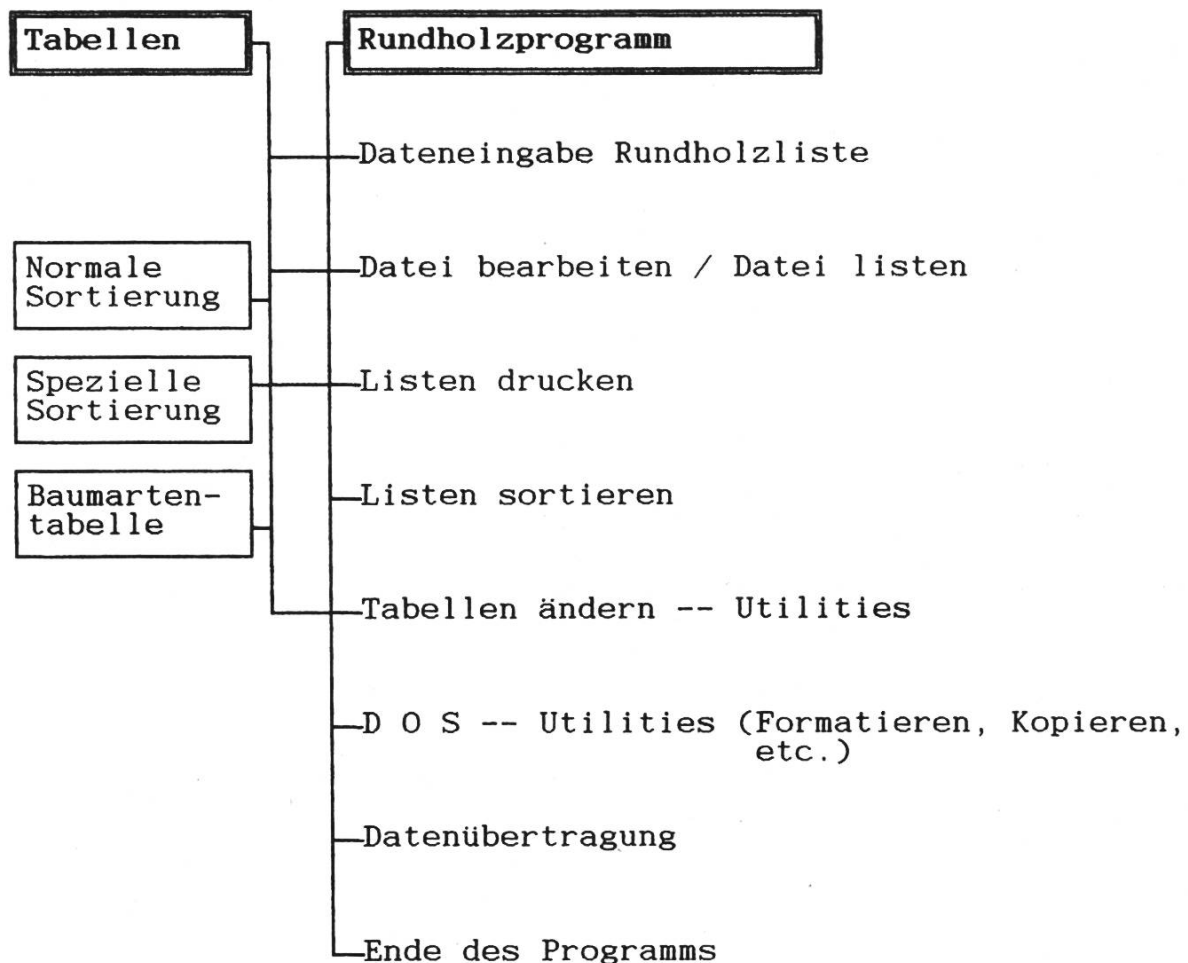 Tabellen
Rundholzprogramm
Dateneingabe Rundholzliste
Normale
Sortierung
Datei bearbeiten / Datei listen
Spezielle
Sortierung
Listen drucken
Baumarten-
tabelle
Listen sortieren
Tabellen ändern -- Utilities
D O S -- Utilities (Formatieren, Kopieren,
etc.)
Datenübertragung
Ende des Programms